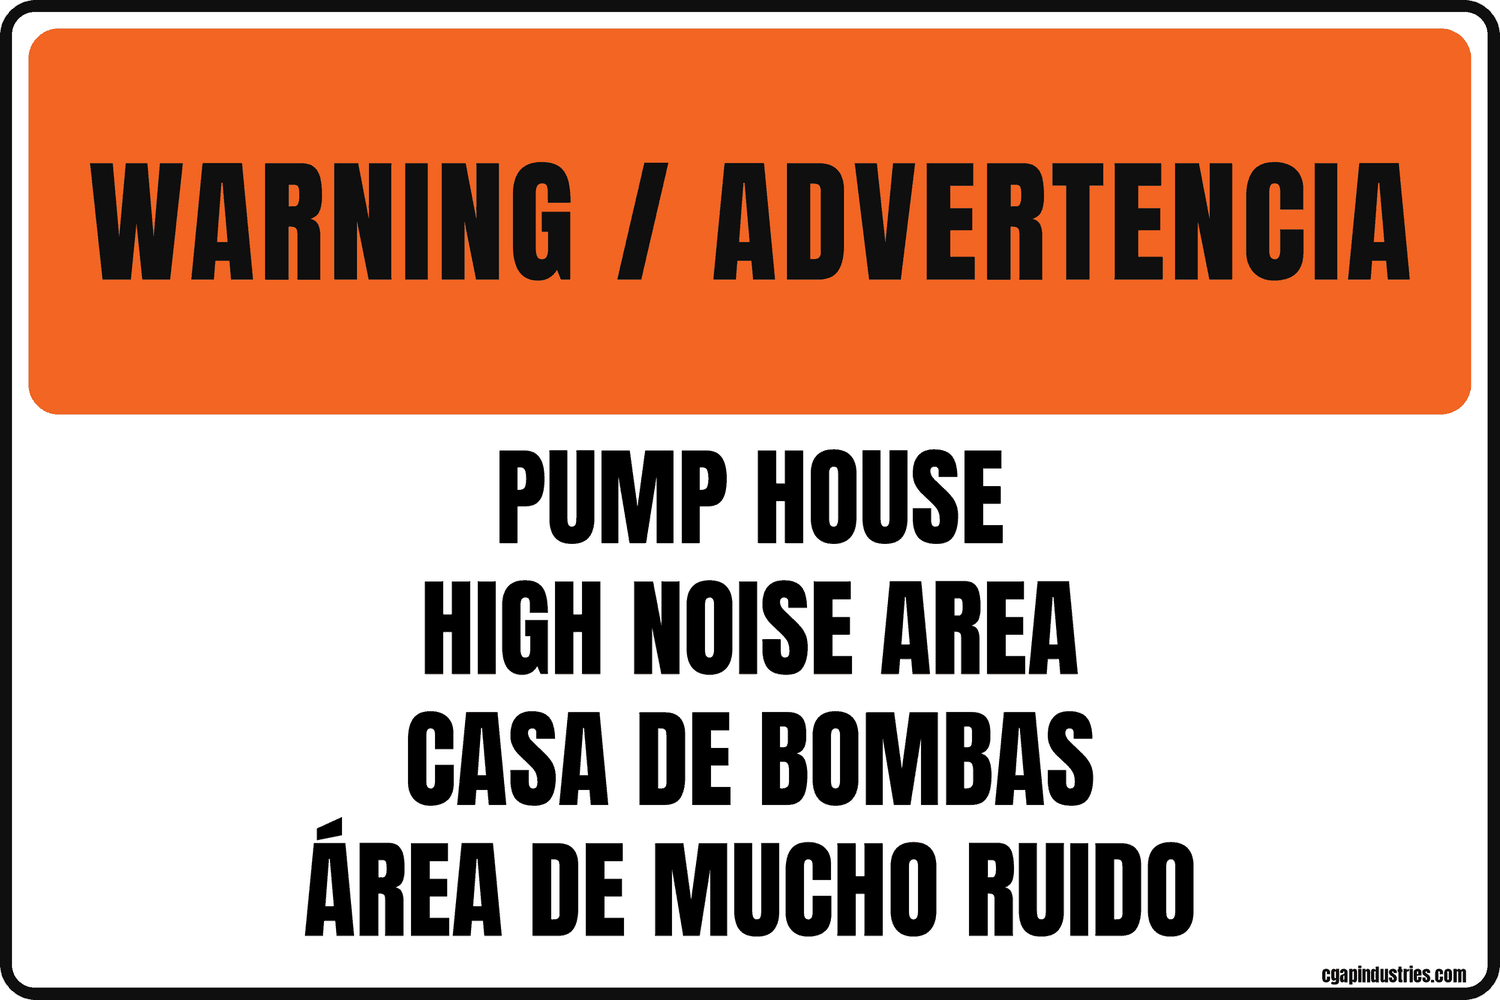 WARNING / ADVERTENCIA
PUMP HOUSE
HIGH NOISE AREA
CASA DE BOMBAS
ÁREA DE MUCHO RUIDO
cgapindustries.com